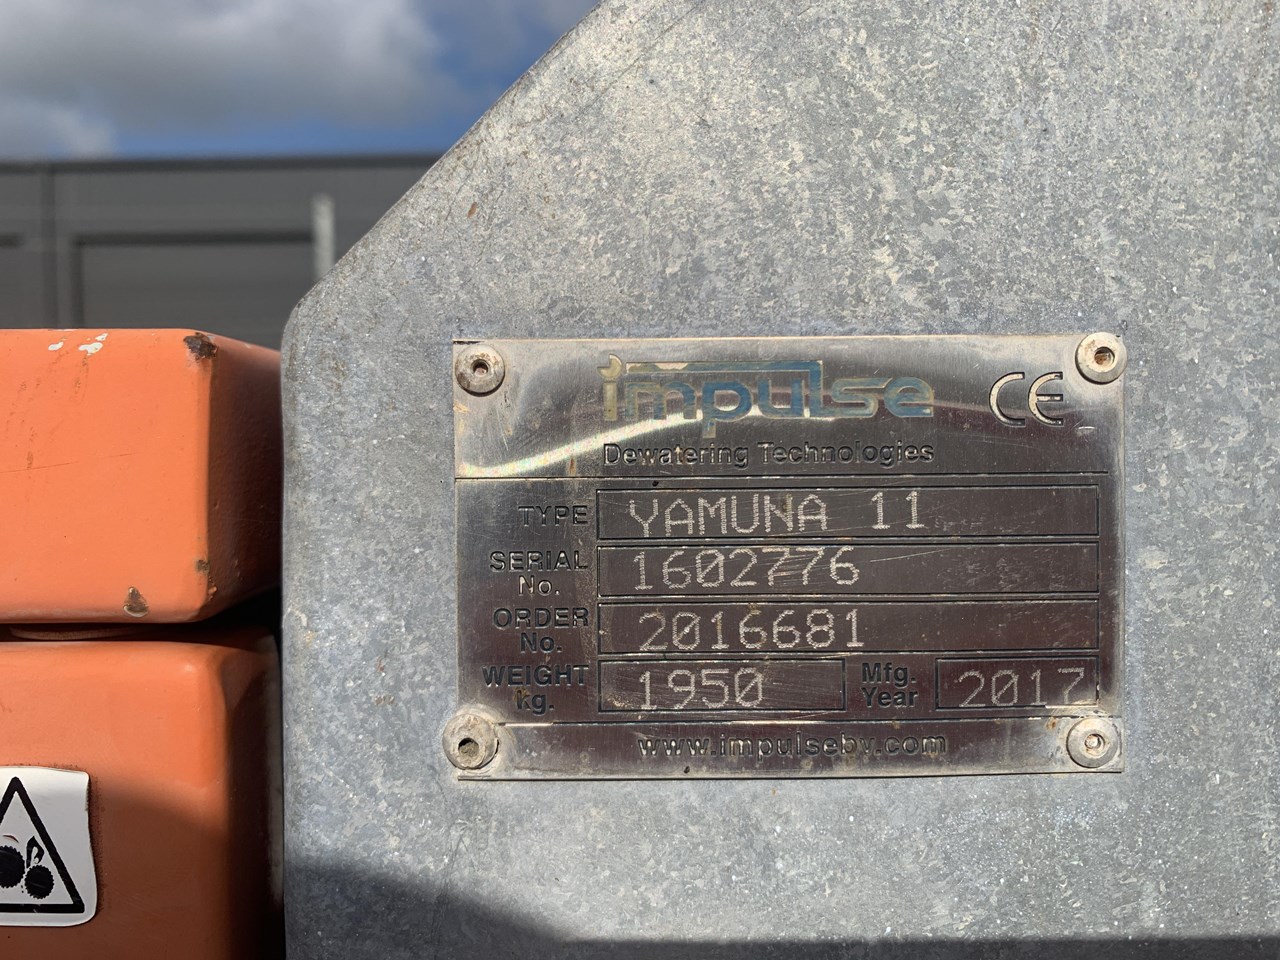 impulse
CE
Dewatering Technologies
TYPE YAMUNA 11
SERIAL No. 1602776
ORDER No. 2016681
WEIGHT kg. 1950 Mfg. Year 2017
www.impulsebv.com